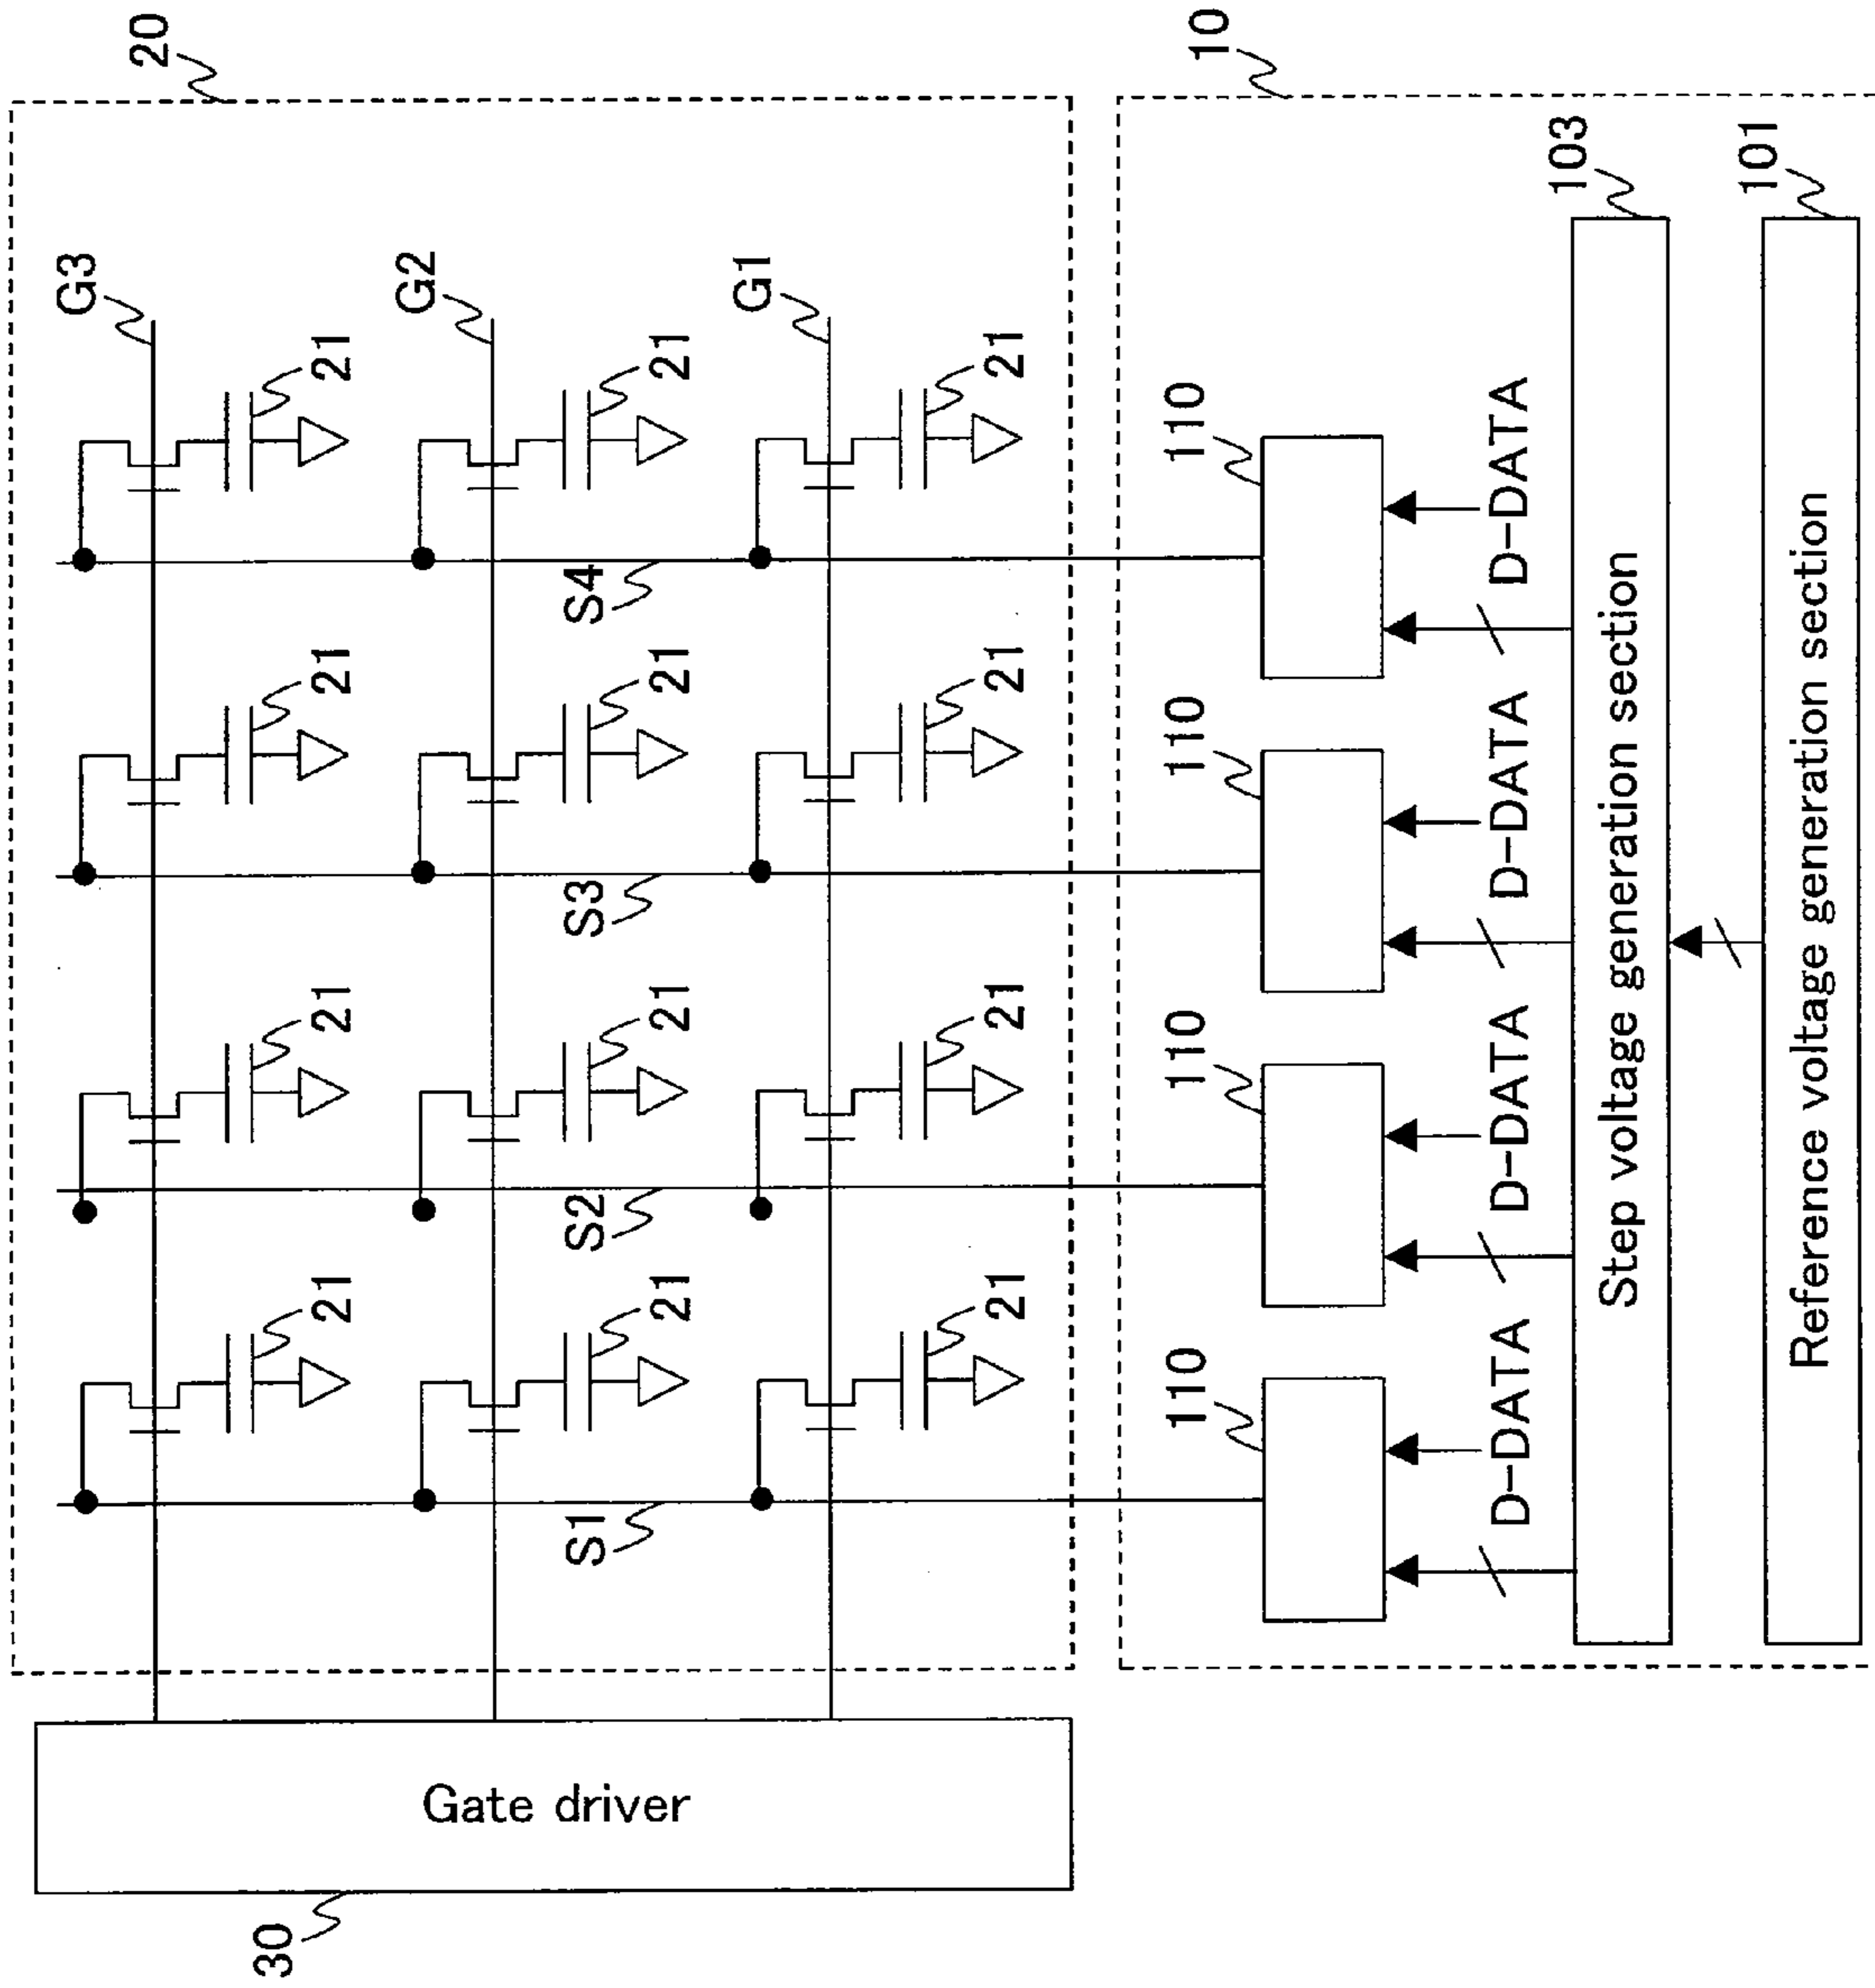 20
G3
21
21
21
21
G2
21
21
21
21
S1
S2
S3
S4
G1
21
21
21
21
30
Gate driver
10
110
110
110
110
D-DATA
D-DATA
D-DATA
D-DATA
103
Step voltage generation section
101
Reference voltage generation section